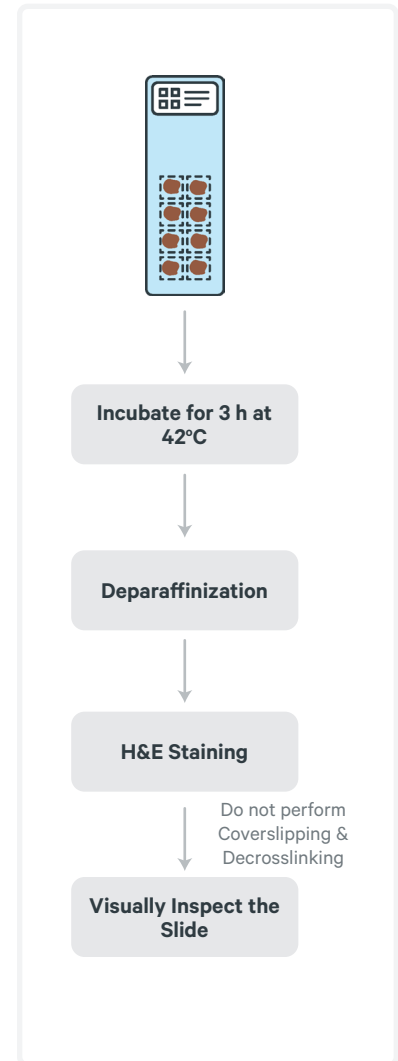 Incubate for 3 h at
42°C
Deparaffinization
H&E Staining
Do not perform
Coverslipping &
Decrosslinking
Visually Inspect the
Slide